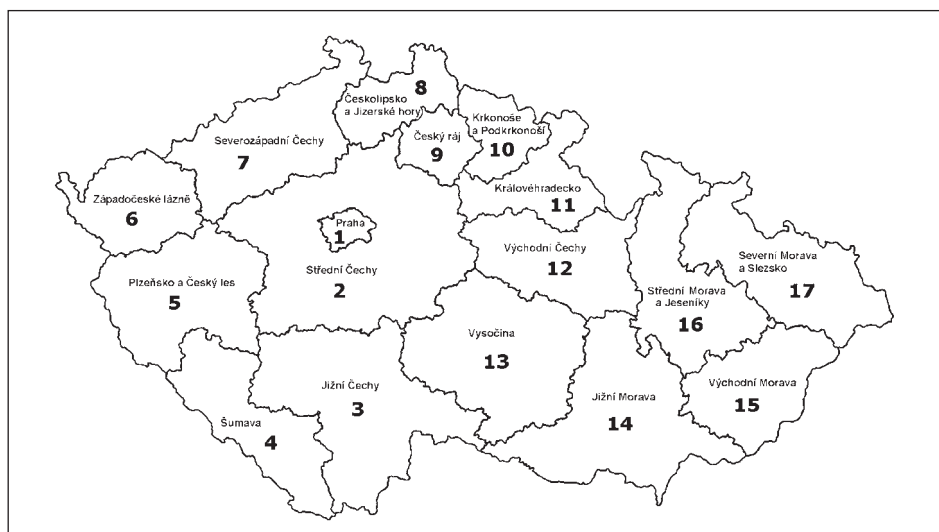 8
Českolipsko
a Jizerské hory
Krkonoše
a Podkrkonoší
10
Severozápadní Čechy
7
Český ráj
9
Západočeské lázně
6
Královéhradecko
11
Praha
1
Východní Čechy
12
Střední Čechy
2
Plzeňsko a Český les
5
Severní Morava
a Slezsko
17
Střední Morava
a Jeseníky
16
Vysočina
13
Jižní Čechy
3
Východní Morava
15
Jižní Morava
14
Šumava
4